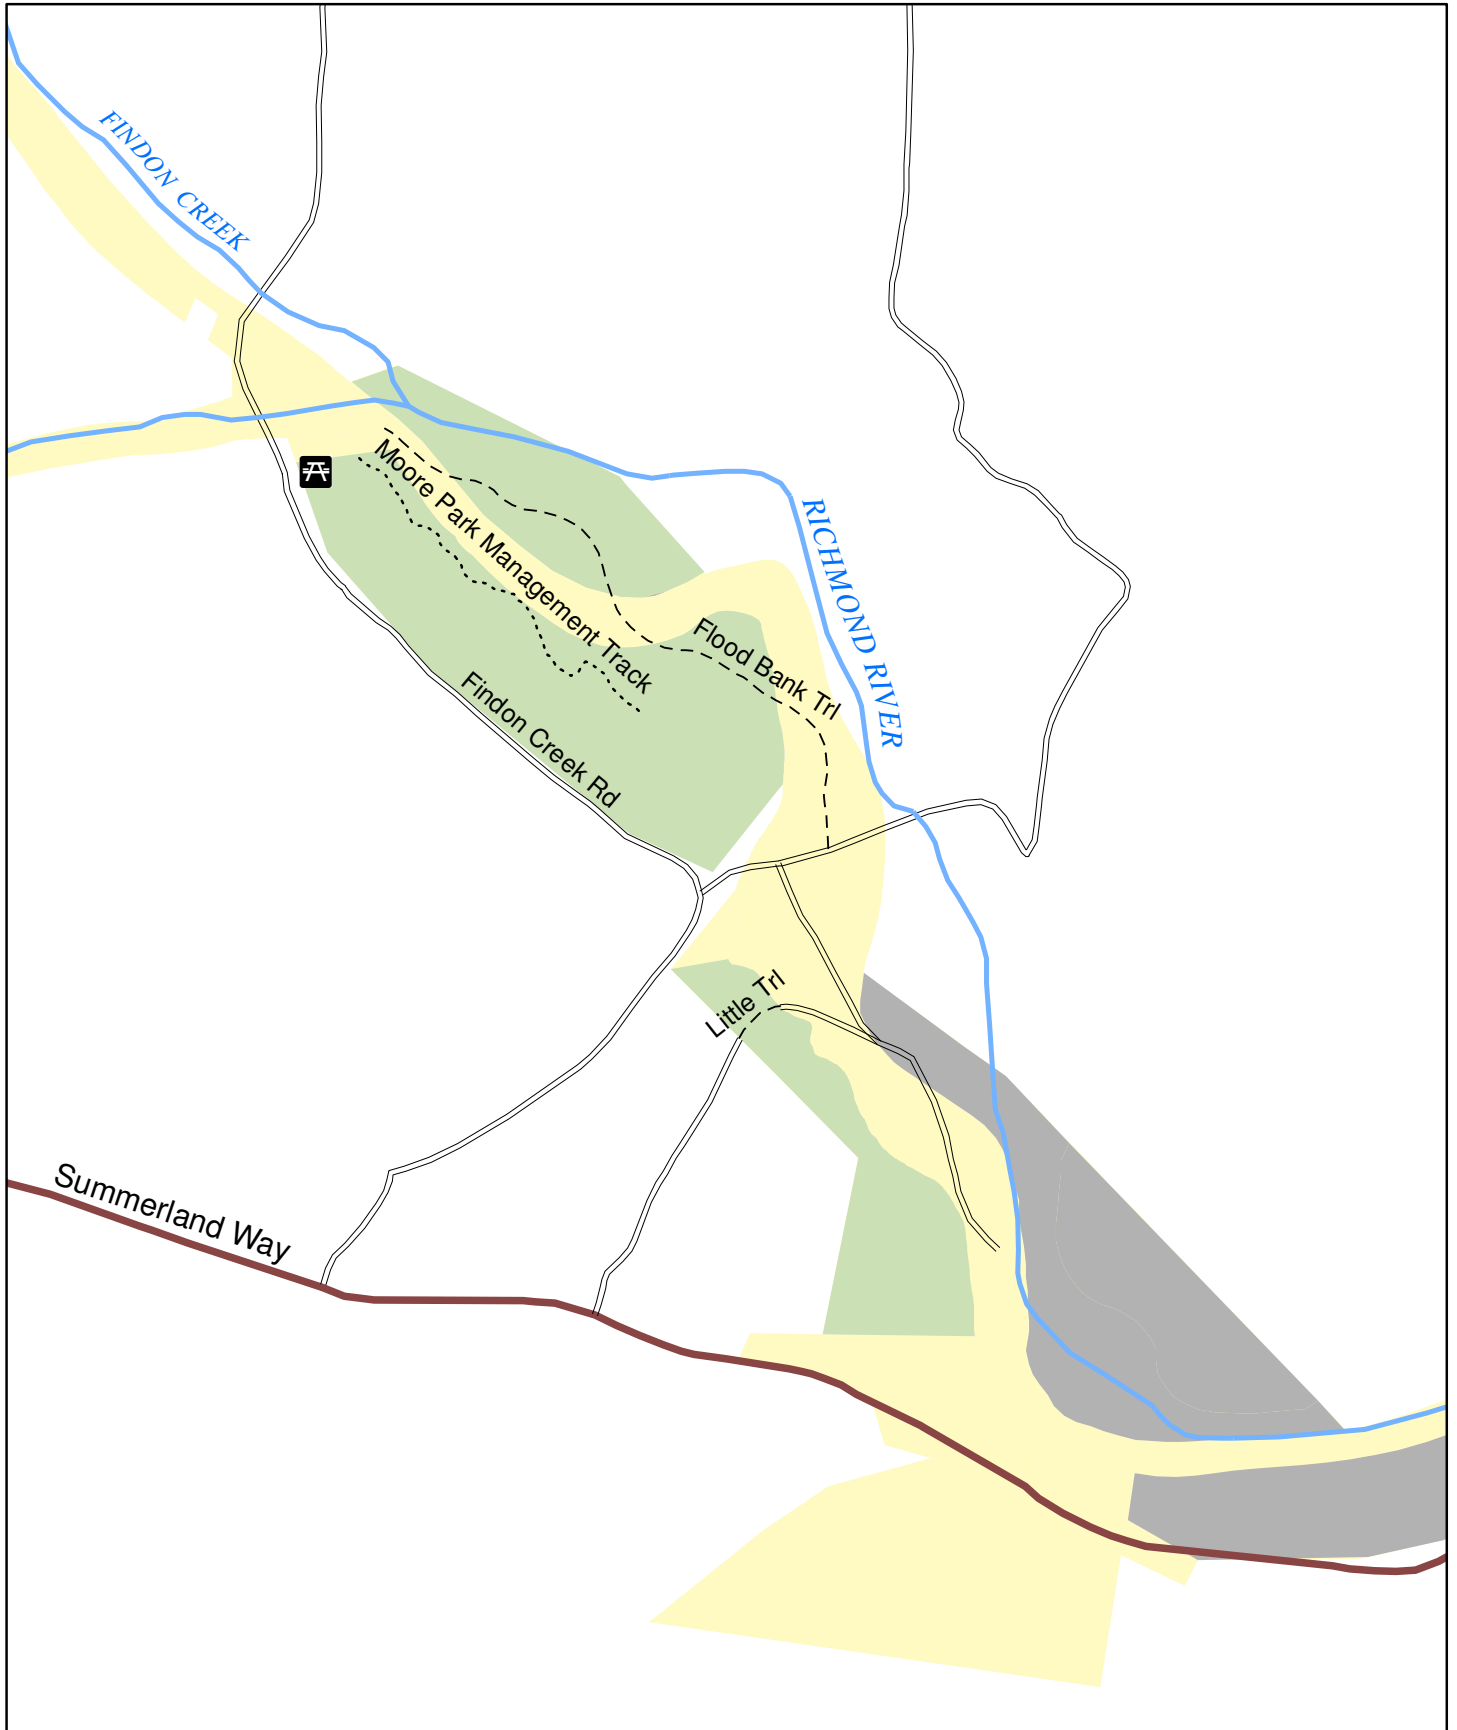 FINDON CREEK
Moore Park Management Track
RICHMOND RIVER
Flood Bank Trl
Findon Creek Rd
Little Trl
Summerland Way